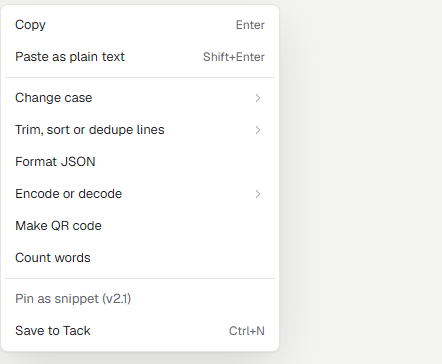 Copy Enter
Paste as plain text Shift+Enter
Change case
Trim, sort or dedupe lines
Format JSON
Encode or decode
Make QR code
Count words
Pin as snippet (v2.1)
Save to Tack Ctrl+N